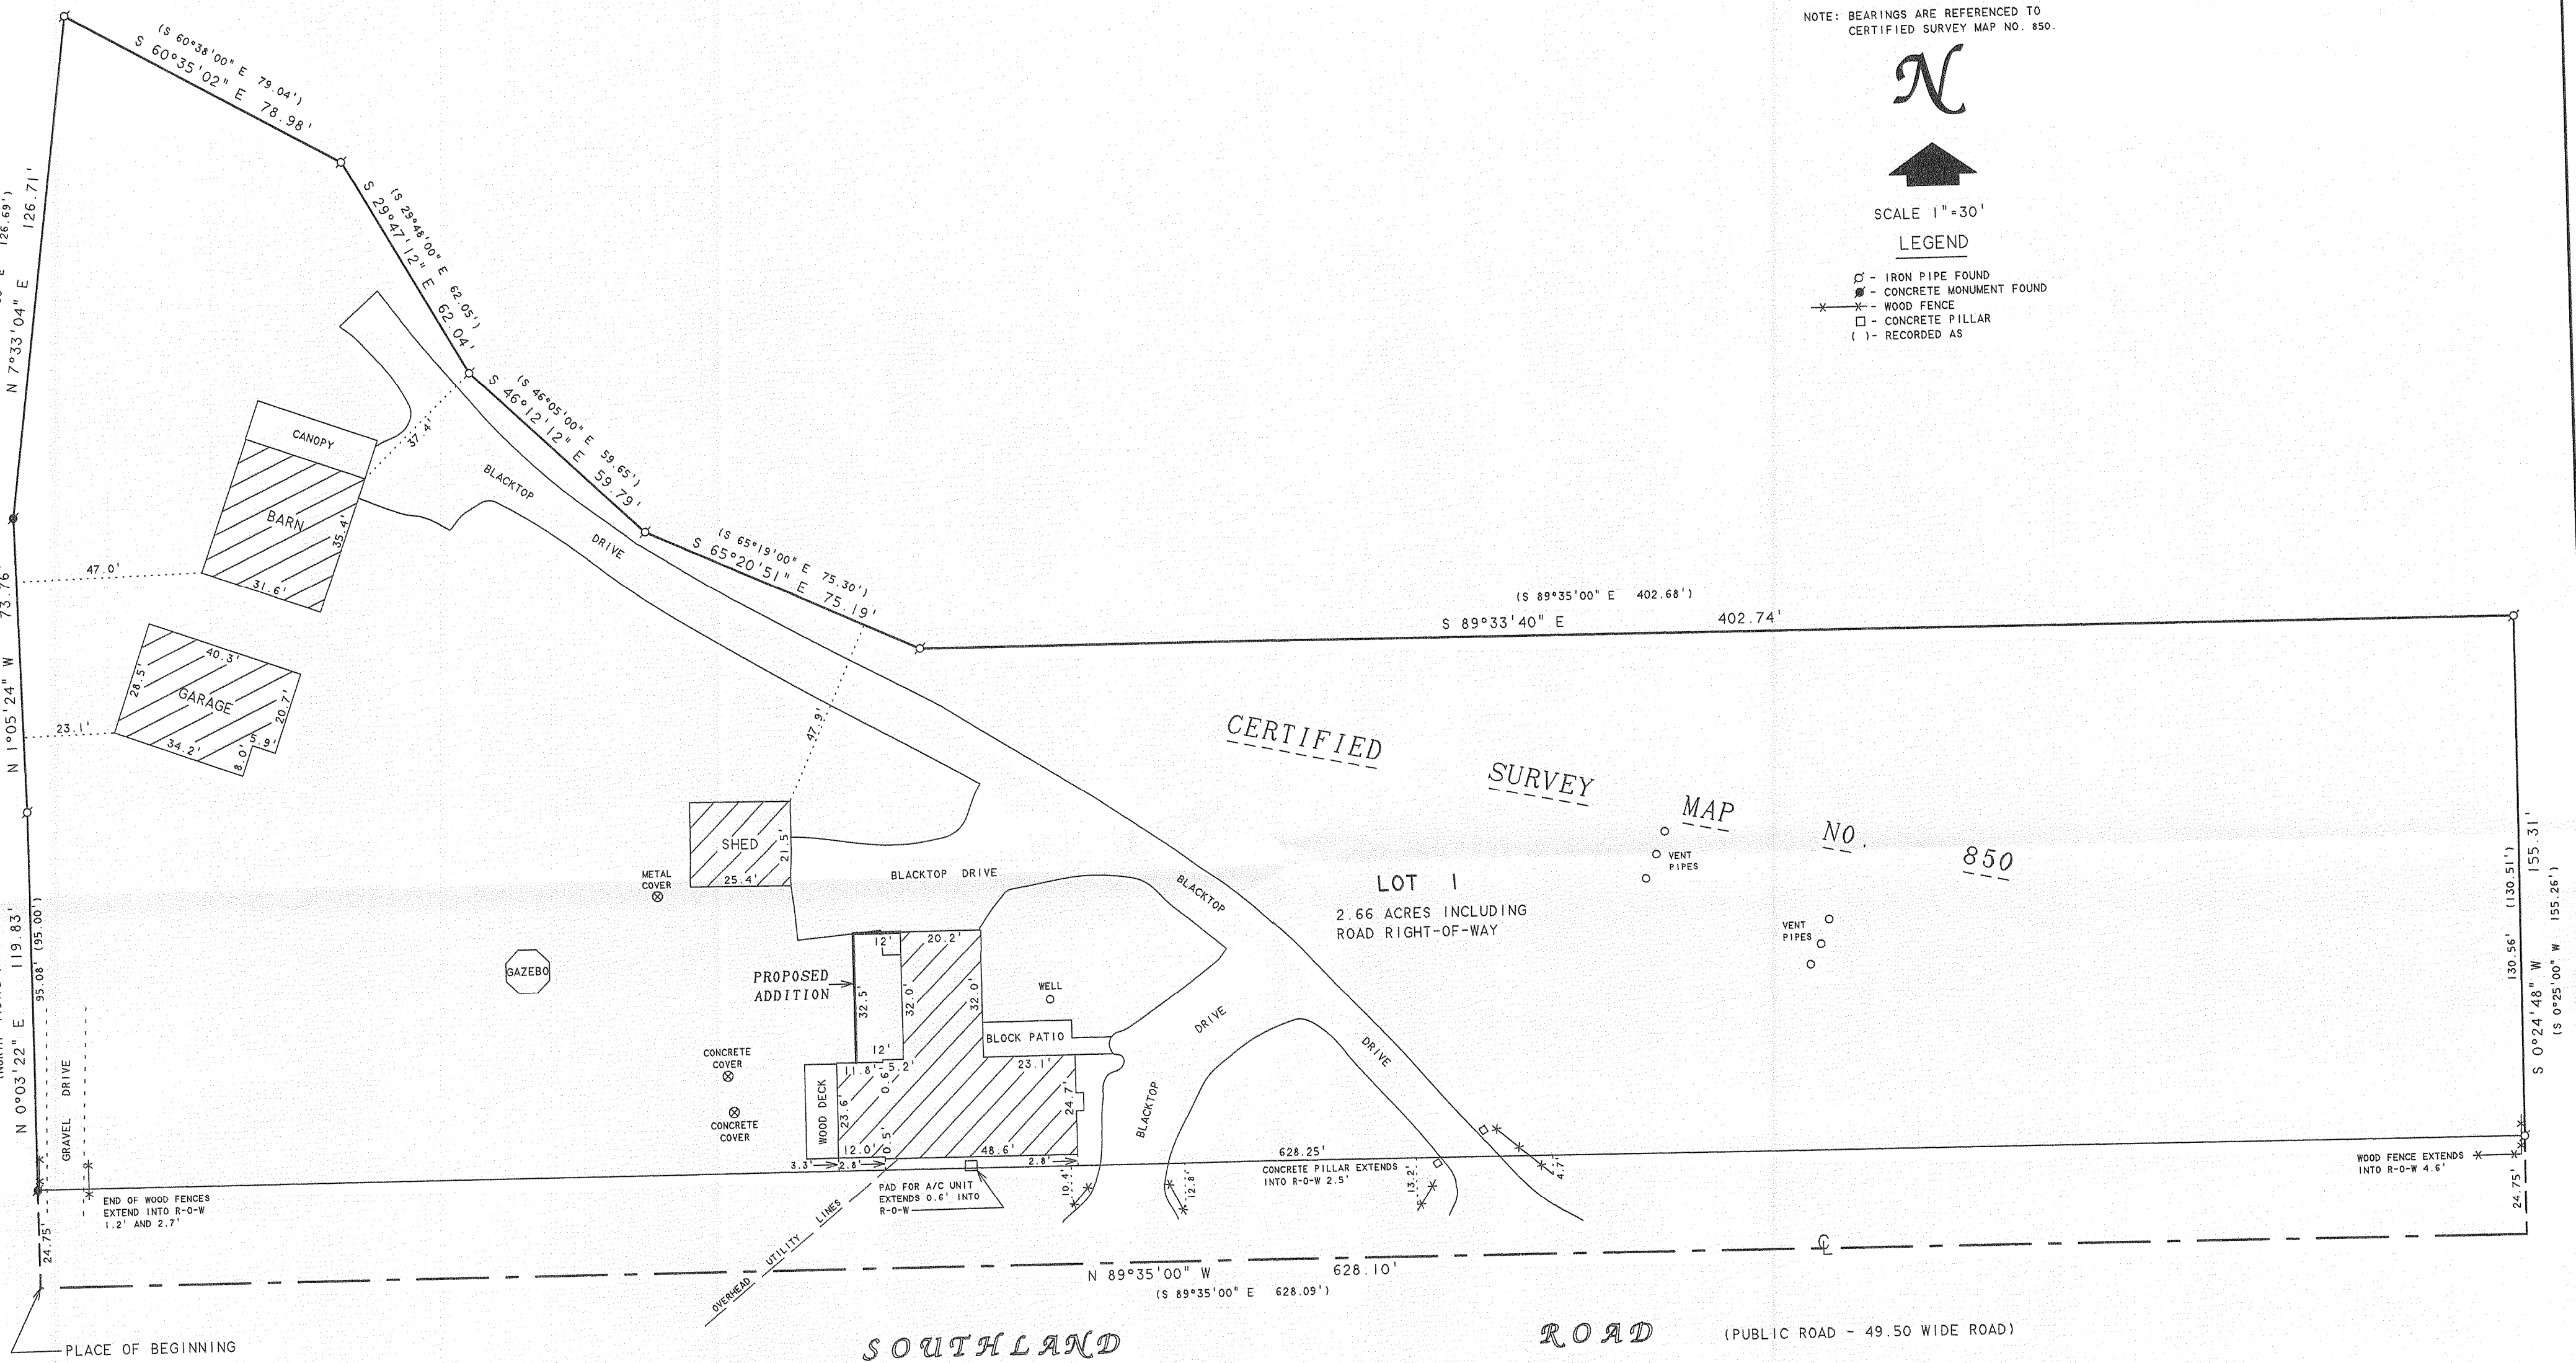 NOTE: BEARINGS ARE REFERENCED TO
CERTIFIED SURVEY MAP NO. 850.
N
SCALE 1"=30'
LEGEND
- IRON PIPE FOUND
- CONCRETE MONUMENT FOUND
- WOOD FENCE
- CONCRETE PILLAR
( )- RECORDED AS
(S 60°38'00" E 79.04')
S 60°35'02" E 78.98'
(S 29°48'00" E 62.05')
S 29°47'12" E 62.04'
(S 46°05'00" E 59.65')
S 46°12'12" E 59.79'
(S 65°19'00" E 75.30')
S 65°20'51" E 75.19'
(S 89°35'00" E 402.68')
S 89°33'40" E 402.74'
126.69')
N 7°33'04" E 126.71'
N 1°05'24" W 73.76'
N 0°03'22" E 119.83'
95.08' (95.00')
CANOPY
BARN
35.4'
31.6'
37.4'
47.0'
BLACKTOP
DRIVE
GARAGE
40.3'
28.5'
20.7'
34.2'
8.0'
5.9'
23.1'
47.9'
SHED
21.5'
25.4'
METAL
COVER
BLACKTOP DRIVE
GAZEBO
PROPOSED
ADDITION
12'
20.2'
32.5'
32.0'
32.0'
12'
WELL
BLOCK PATIO
CONCRETE
COVER
CONCRETE
COVER
WOOD DECK
11.8'
5.2'
0.6'
23.1'
23.6'
24.7'
12.0'
0.5'
48.6'
3.3'
2.8'
2.8'
PAD FOR A/C UNIT
EXTENDS 0.6' INTO
R-O-W
10.4'
12.8'
13.2'
4.7'
BLACKTOP
DRIVE
BLACKTOP
DRIVE
CERTIFIED SURVEY MAP NO. 850
LOT 1
2.66 ACRES INCLUDING
ROAD RIGHT-OF-WAY
VENT
PIPES
VENT
PIPES
130.56' (130.51')
S 0°24'48" W 155.31'
(S 0°25'00" W 155.26')
628.25'
CONCRETE PILLAR EXTENDS
INTO R-O-W 2.5'
WOOD FENCE EXTENDS
INTO R-O-W 4.6'
24.75'
GRAVEL DRIVE
END OF WOOD FENCES
EXTEND INTO R-O-W
1.2' AND 2.7'
24.75'
OVERHEAD UTILITY LINES
N 89°35'00" W 628.10'
(S 89°35'00" E 628.09')
PLACE OF BEGINNING
SOUTHLAND ROAD
(PUBLIC ROAD - 49.50 WIDE ROAD)